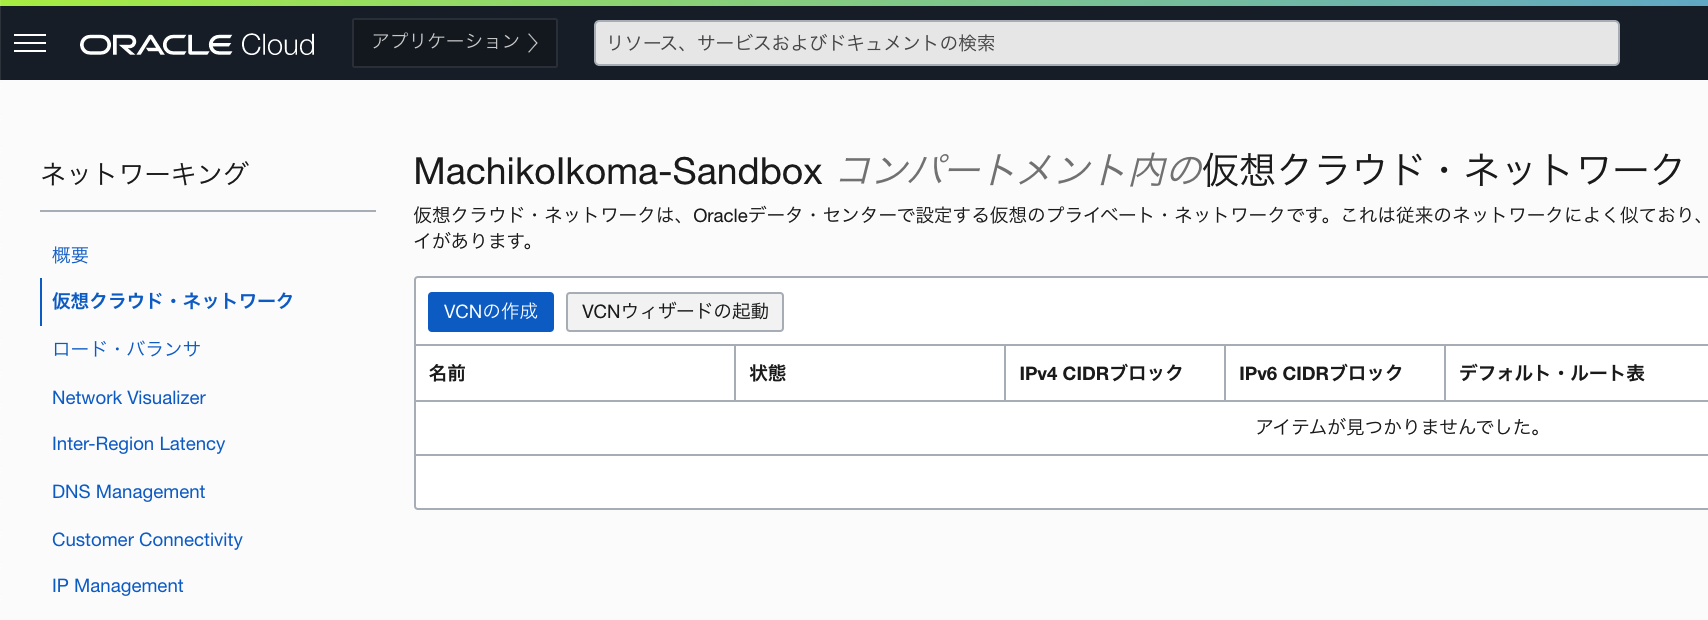 ORACLE Cloud
アプリケーション
リソース、サービスおよびドキュメントの検索
ネットワーキング
概要
仮想クラウド・ネットワーク
ロード・バランサ
Network Visualizer
Inter-Region Latency
DNS Management
Customer Connectivity
IP Management
MachikoIkoma-Sandbox コンパートメント内の仮想クラウド・ネットワーク
仮想クラウド・ネットワークは、Oracleデータ・センターで設定する仮想のプライベート・ネットワークです。これは従来のネットワークによく似ており、
イがあります。
VCNの作成
VCNウィザードの起動
名前
状態
IPv4 CIDRブロック
IPv6 CIDRブロック
デフォルト・ルート表
アイテムが見つかりませんでした。